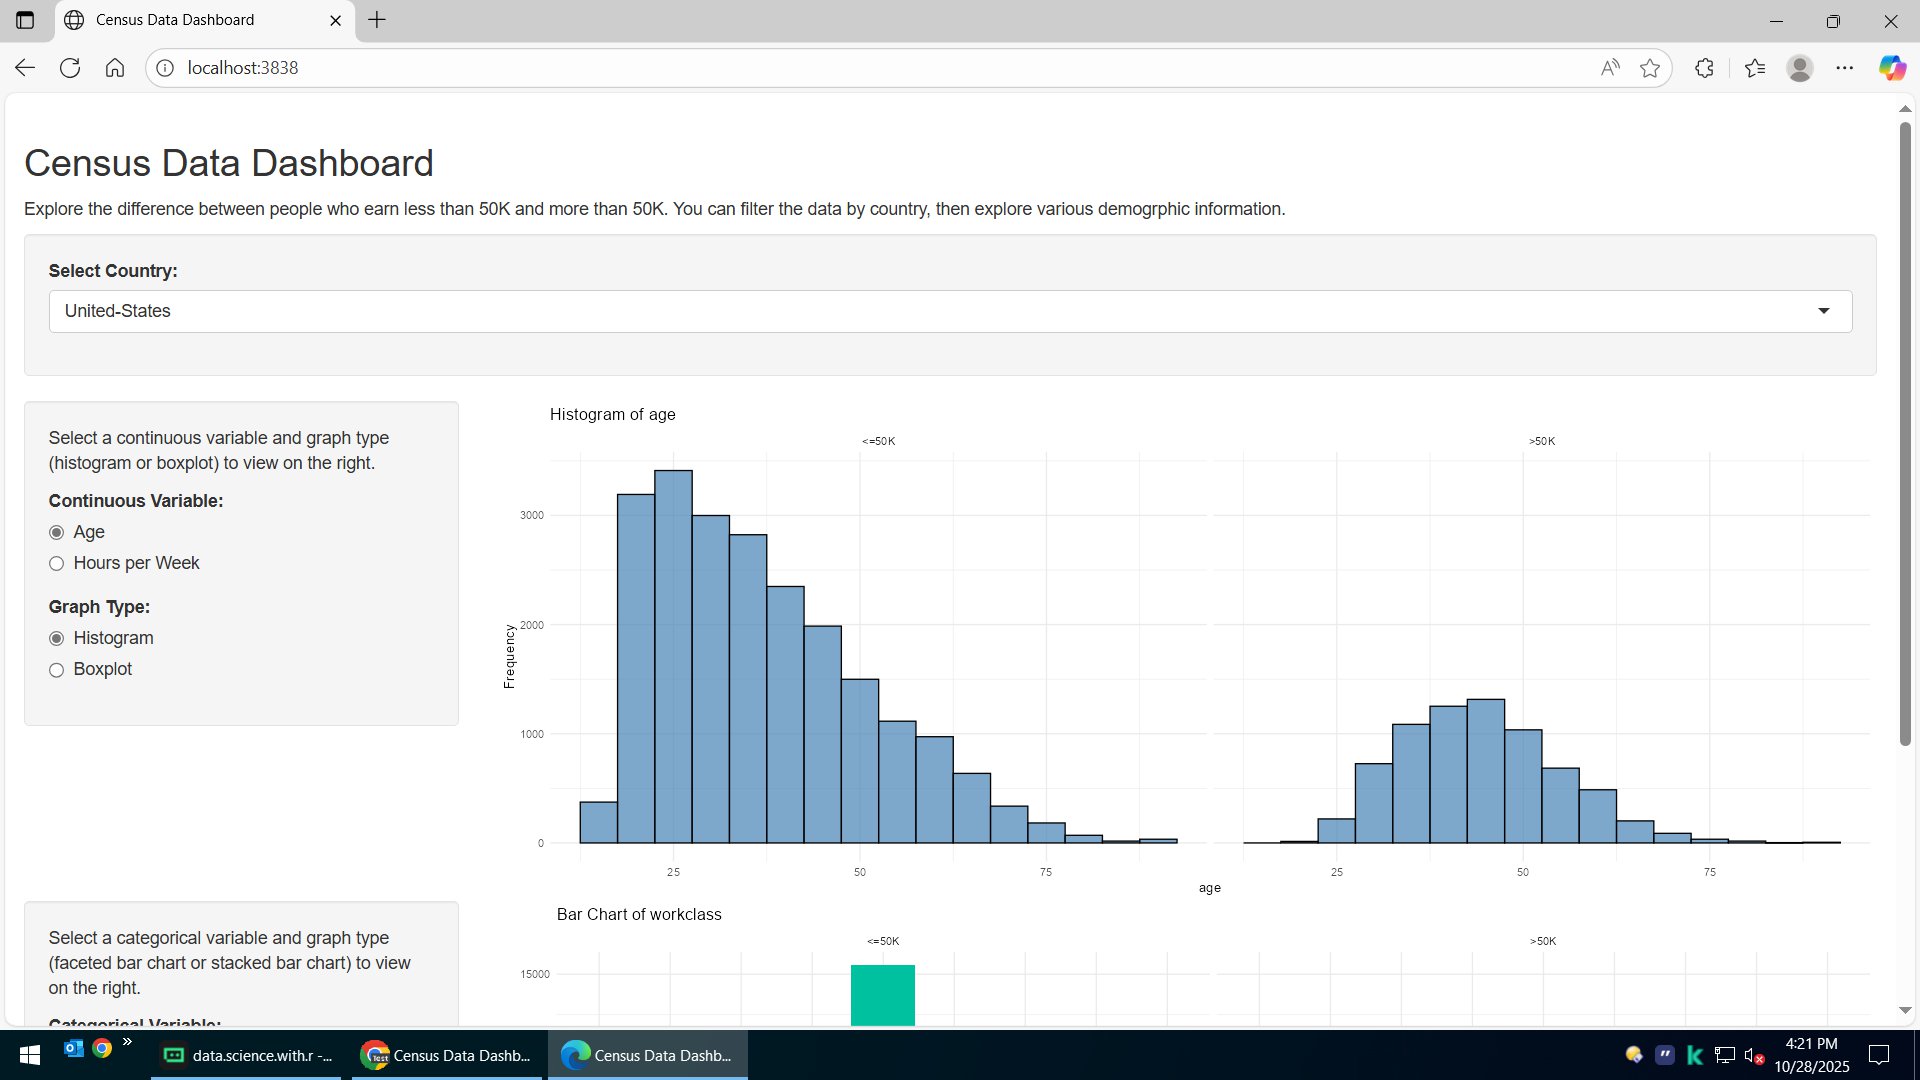 Census Data Dashboard
localhost:3838
Census Data Dashboard
Explore the difference between people who earn less than 50K and more than 50K. You can filter the data by country, then explore various demogrphic information.
Select Country:
United-States
Select a continuous variable and graph type
(histogram or boxplot) to view on the right.
Continuous Variable:
Age
Hours per Week
Graph Type:
Histogram
Boxplot
Histogram of age
<=50K
>50K
3000
2000
1000
0
Frequency
25 50 75
25 50 75
age
Select a categorical variable and graph type
(faceted bar chart or stacked bar chart) to view
on the right.
Categorical Variable:
Bar Chart of workclass
<=50K
>50K
15000
data.science.with.r -...
Test
Census Data Dashb...
Census Data Dashb...
4:21 PM
10/28/2025